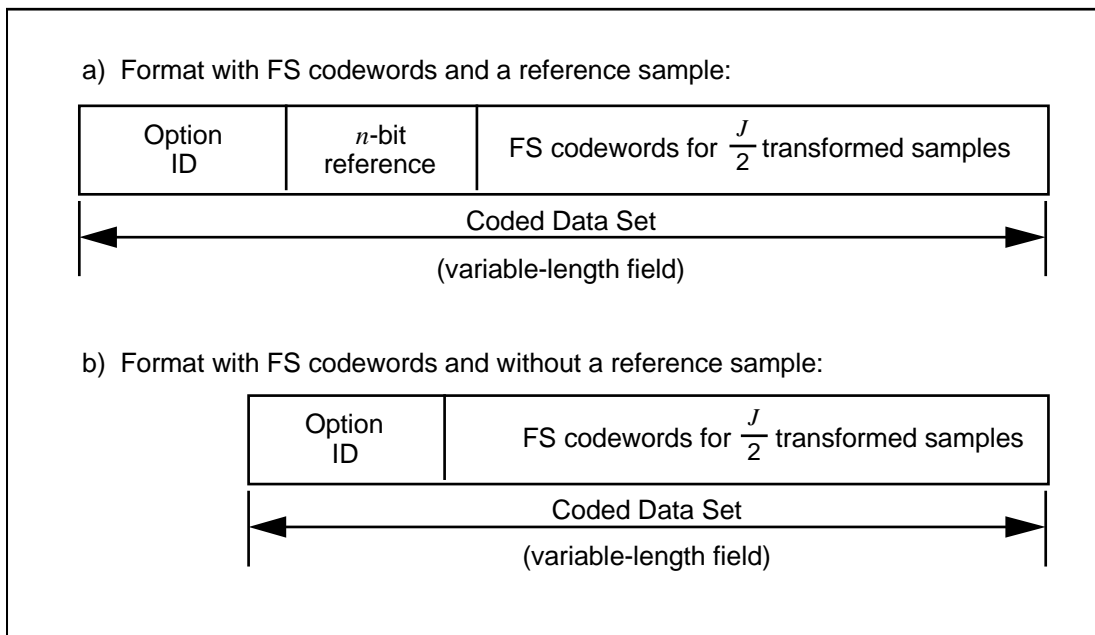 a) Format with FS codewords and a reference sample:
Option
ID
n-bit
reference
FS codewords for J/2 transformed samples
Coded Data Set
(variable-length field)
b) Format with FS codewords and without a reference sample:
Option
ID
FS codewords for J/2 transformed samples
Coded Data Set
(variable-length field)